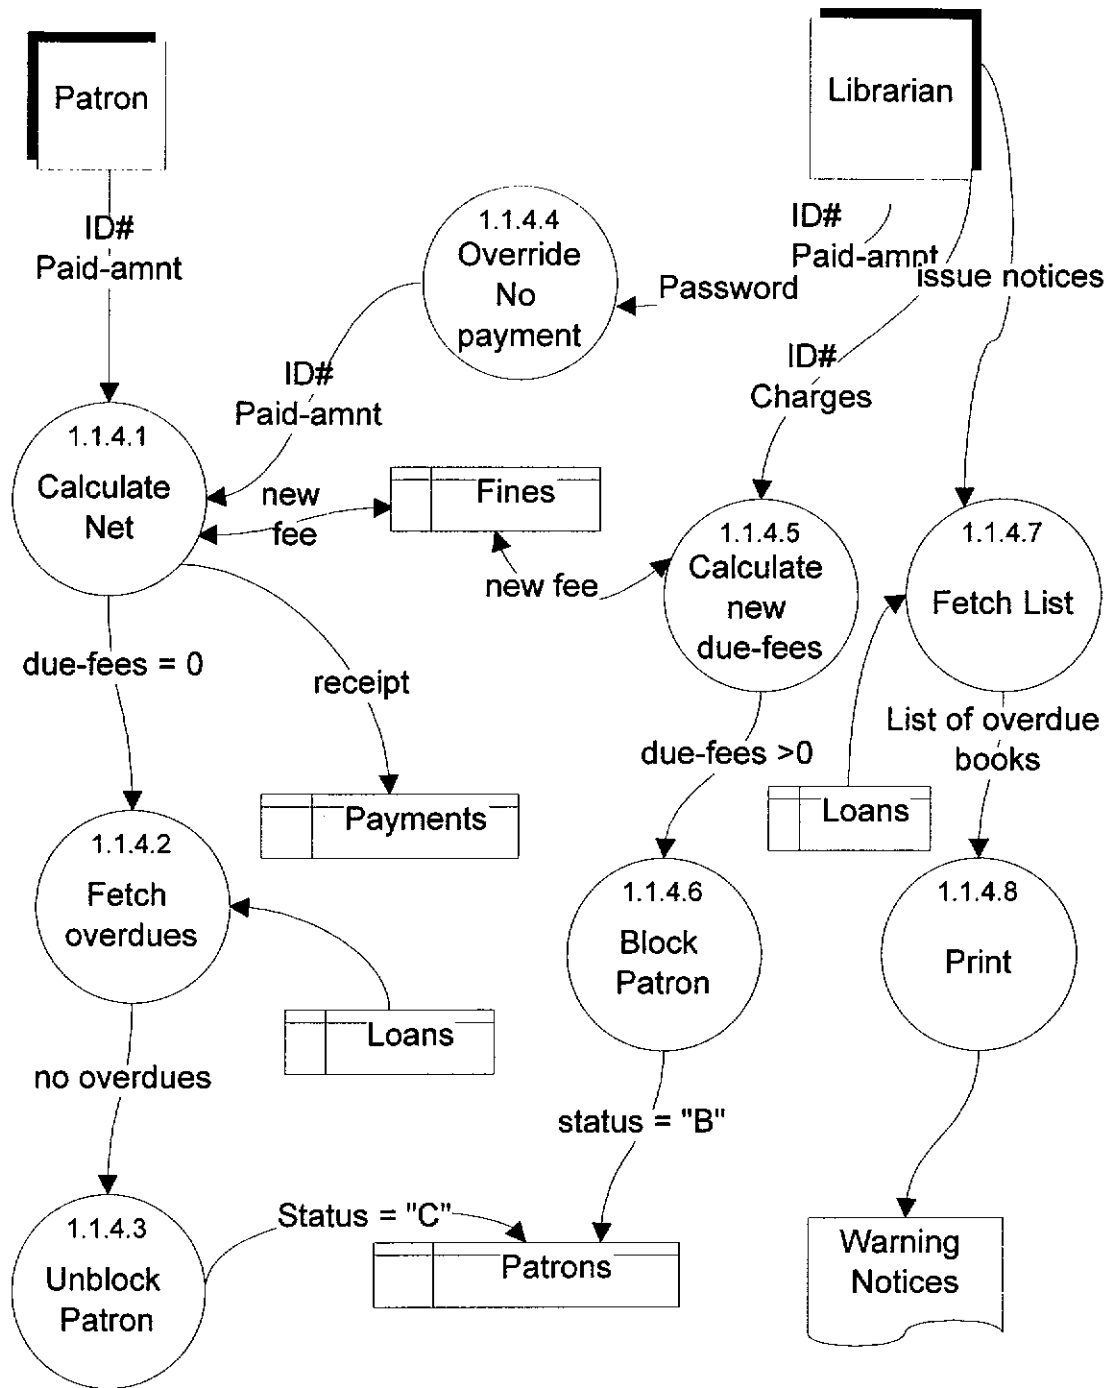 Patron
Librarian
ID#
Paid-amnt
1.1.4.4
Override
No
payment
Password
ID#
Paid-amnt
issue notices
ID#
Paid-amnt
ID#
Charges
1.1.4.1
Calculate
Net
new
fee
Fines
new fee
1.1.4.5
Calculate
new
due-fees
1.1.4.7
Fetch List
due-fees = 0
receipt
due-fees >0
List of overdue
books
Payments
Loans
1.1.4.2
Fetch
overdues
1.1.4.6
Block
Patron
1.1.4.8
Print
Loans
no overdues
status = "B"
1.1.4.3
Unblock
Patron
Status = "C"
Patrons
Warning
Notices